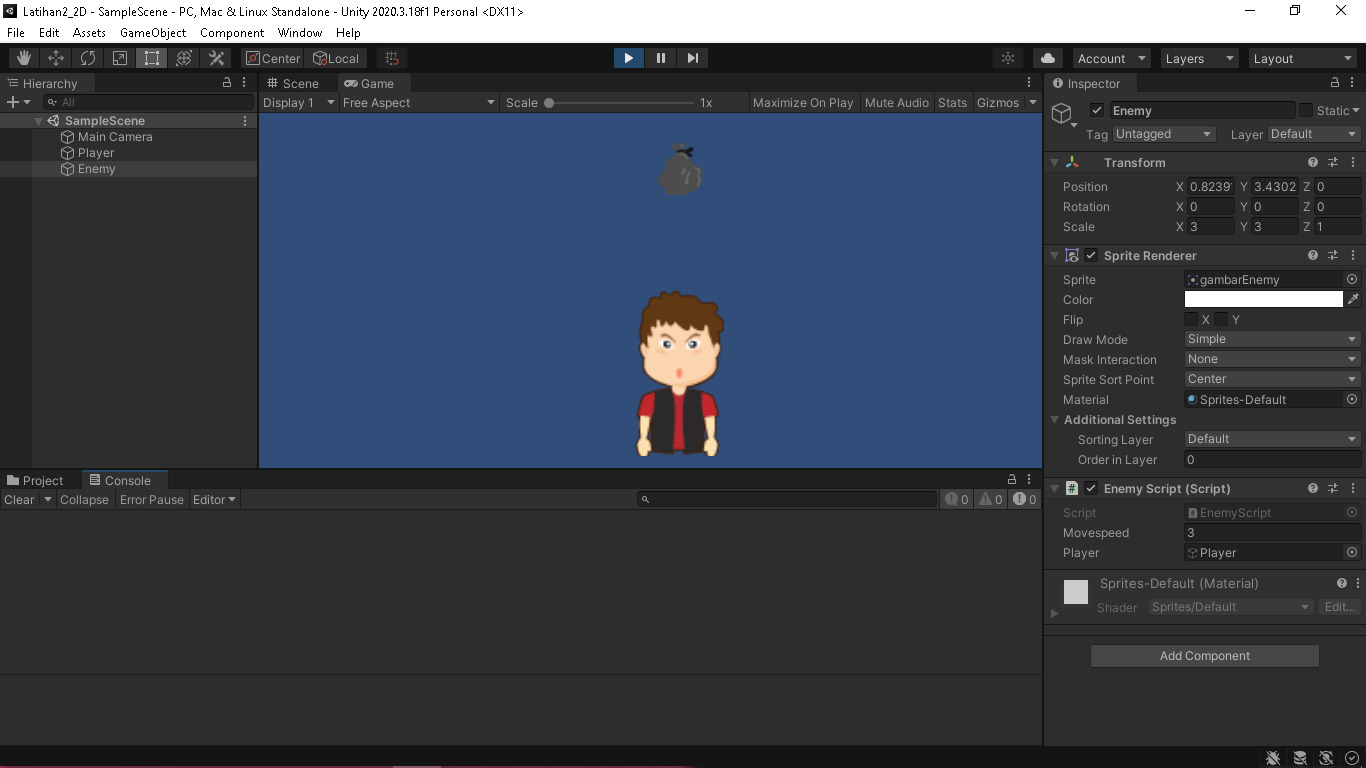 Latihan2_2D - SampleScene - PC, Mac & Linux Standalone - Unity 2020.3.18f1 Personal <DX11>
File Edit Assets GameObject Component Window Help
Center Local Account Layers Layout
Hierarchy
All
SampleScene
Main Camera
Player
Enemy
Scene Game
Display 1 Free Aspect Scale 1x Maximize On Play Mute Audio Stats Gizmos
Project Console
Clear Collapse Error Pause Editor 0 0 0
Inspector
Enemy Static
Tag Untagged Layer Default
Transform
Position X 0.8239 Y 3.4302 Z 0
Rotation X 0 Y 0 Z 0
Scale X 3 Y 3 Z 1
Sprite Renderer
Sprite gambarEnemy
Color
Flip X Y
Draw Mode Simple
Mask Interaction None
Sprite Sort Point Center
Material Sprites-Default
Additional Settings
Sorting Layer Default
Order in Layer 0
Enemy Script (Script)
Script EnemyScript
Movespeed 3
Player Player
Sprites-Default (Material)
Shader Sprites/Default Edit...
Add Component